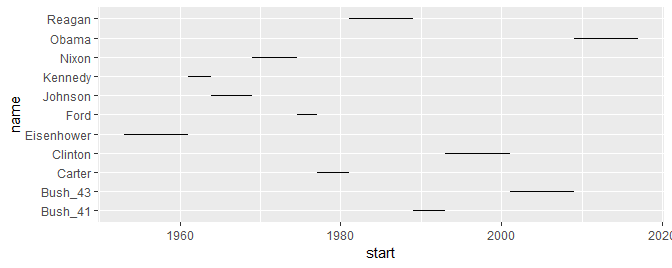 Reagan
Obama
Nixon
Kennedy
Johnson
Ford
Eisenhower
Clinton
Carter
Bush_43
Bush_41
name
1960 1980 2000 2020
start